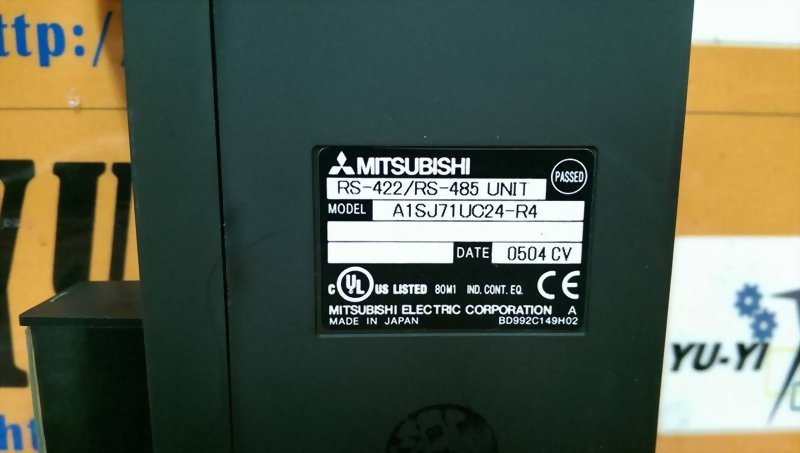 ttp:/
MITSUBISHI
PASSED
RS-422/RS-485 UNIT
MODEL A1SJ71UC24-R4
DATE 0504 CV
C UL US LISTED 80M1 IND. CONT. EQ. CE
MITSUBISHI ELECTRIC CORPORATION A
MADE IN JAPAN BD992C149H02
YU-YI